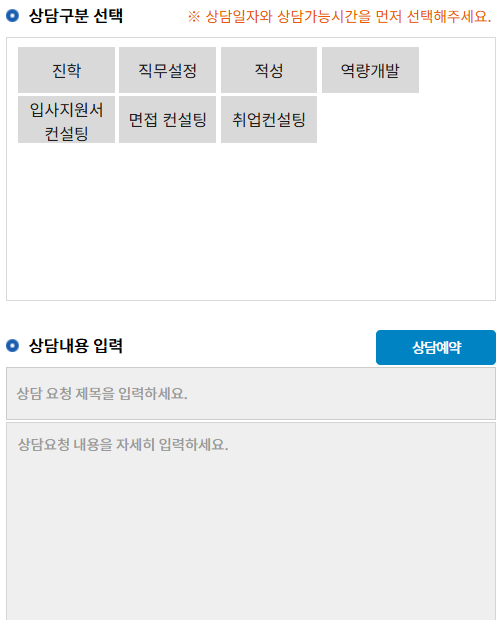 상담구분 선택 ※ 상담일자와 상담가능시간을 먼저 선택해주세요.
진학 직무설정 적성 역량개발
입사지원서
컨설팅
면접 컨설팅 취업컨설팅
상담내용 입력 상담예약
상담 요청 제목을 입력하세요.
상담요청 내용을 자세히 입력하세요.